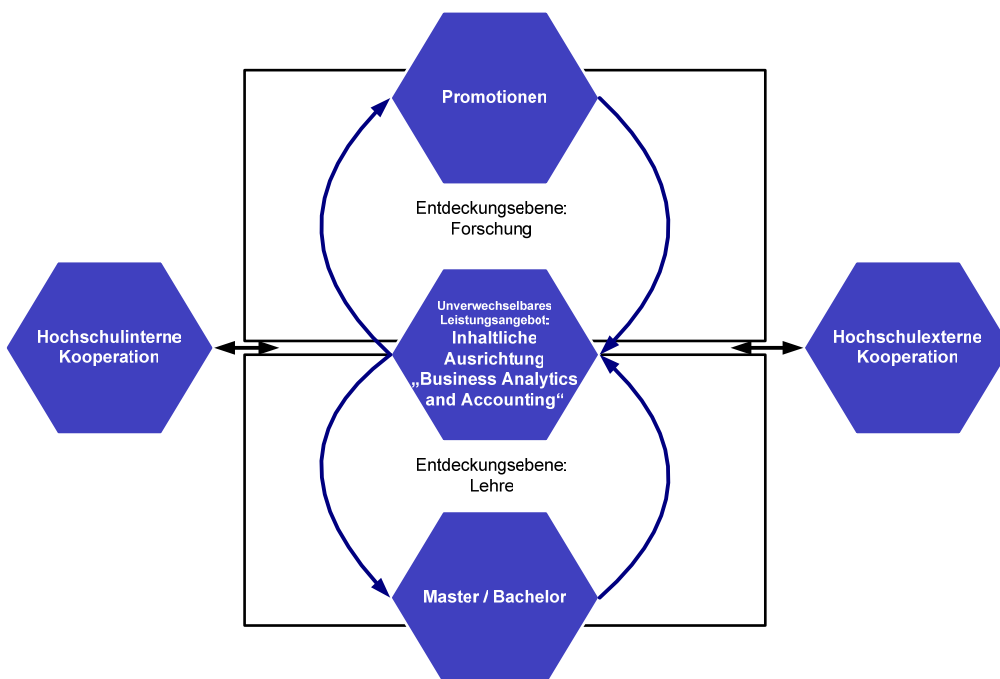 Promotionen
Entdeckungsebene:
Forschung
Hochschulinterne
Kooperation
Unverwechselbares
Leistungsangebot:
Inhaltliche
Ausrichtung
„Business Analytics
and Accounting“
Hochschulexterne
Kooperation
Entdeckungsebene:
Lehre
Master / Bachelor